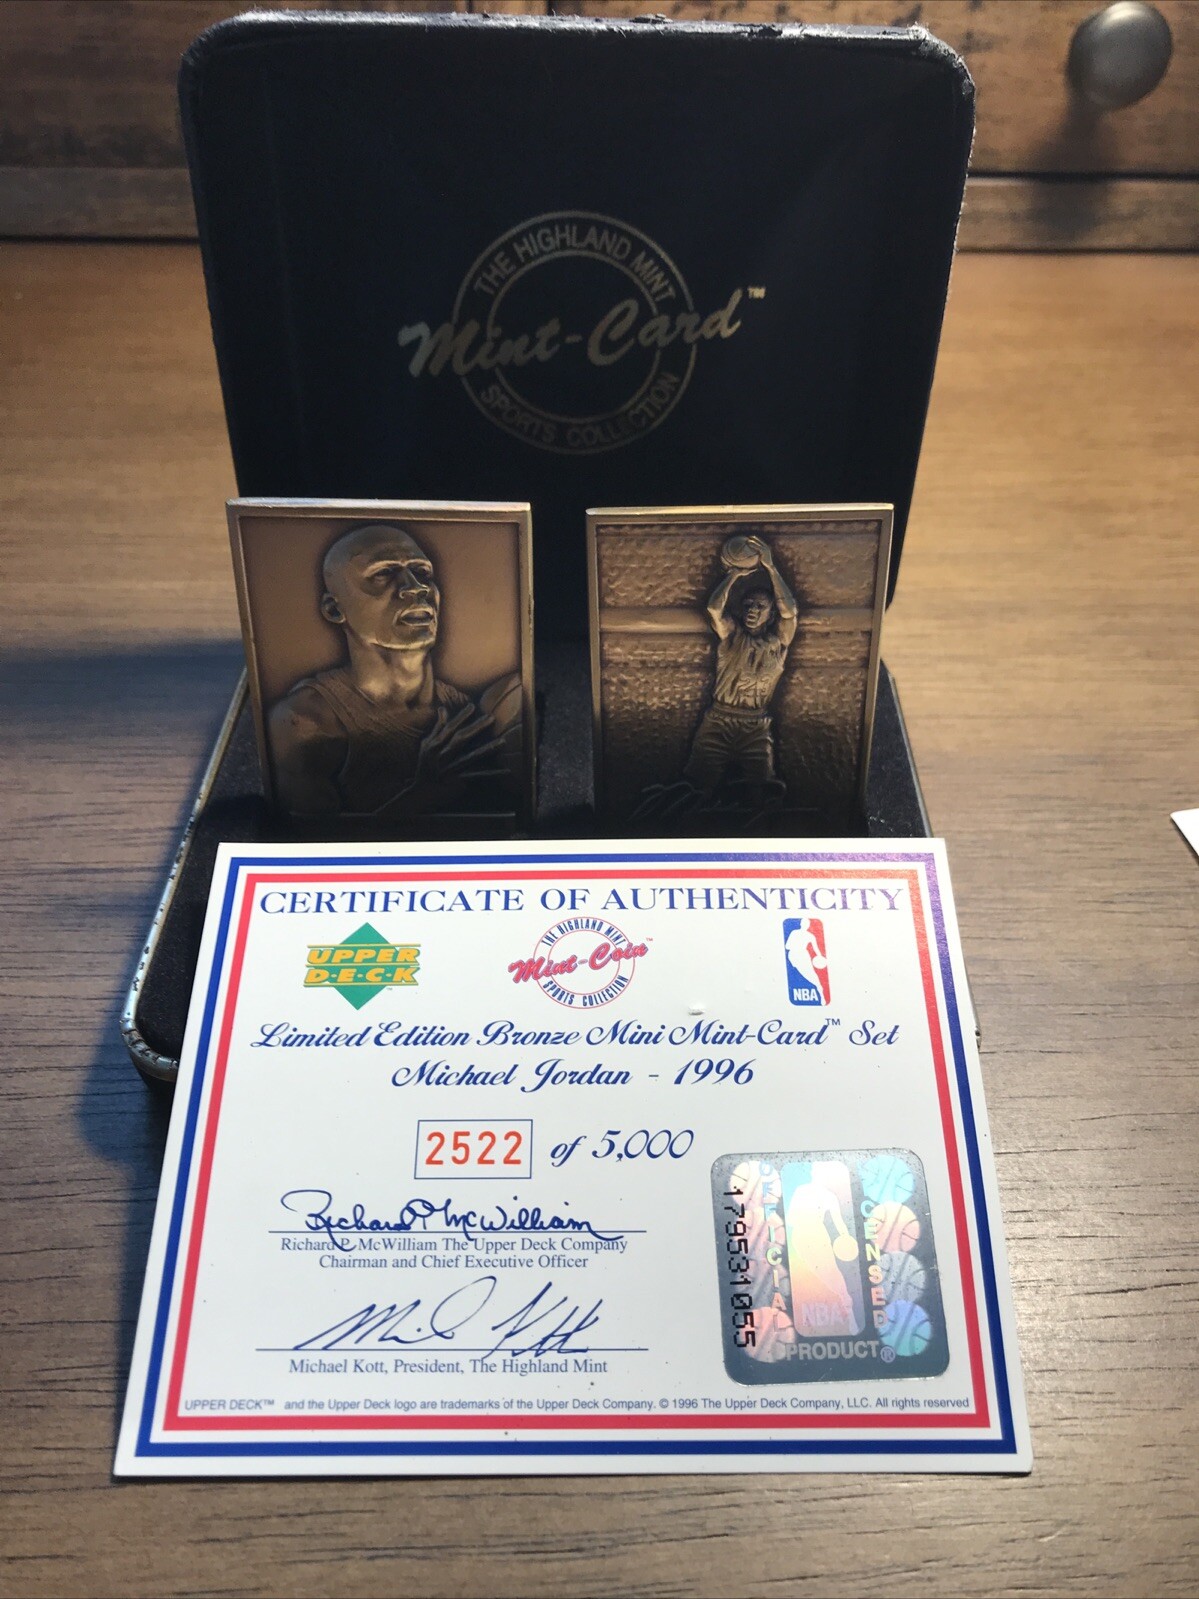 THE HIGHLAND MINT
Mint-Card™
SPORTS COLLECTION
CERTIFICATE OF AUTHENTICITY
UPPER
D·E·C·K
THE HIGHLAND MINT
Mint-Coin™
SPORTS COLLECTION
NBA
Limited Edition Bronze Mini Mint-Card™ Set
Michael Jordan - 1996
2522 of 5,000
Richard P. McWilliam
Richard P. McWilliam The Upper Deck Company
Chairman and Chief Executive Officer
Michael Kott, President, The Highland Mint
OFFICIAL
LICENSED
NBA
PRODUCT®
179531055
UPPER DECK™ and the Upper Deck logo are trademarks of the Upper Deck Company. © 1996 The Upper Deck Company, LLC. All rights reserved